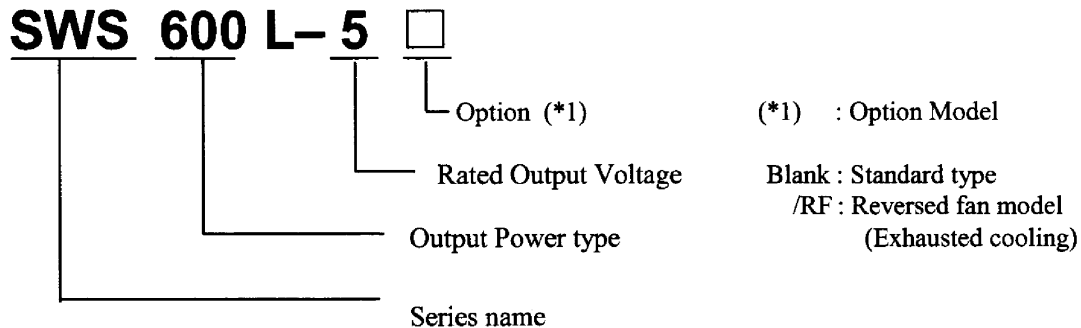 SWS 600 L– 5 □
Option (*1) (*1) : Option Model
Rated Output Voltage Blank : Standard type
Output Power type /RF : Reversed fan model
(Exhausted cooling)
Series name